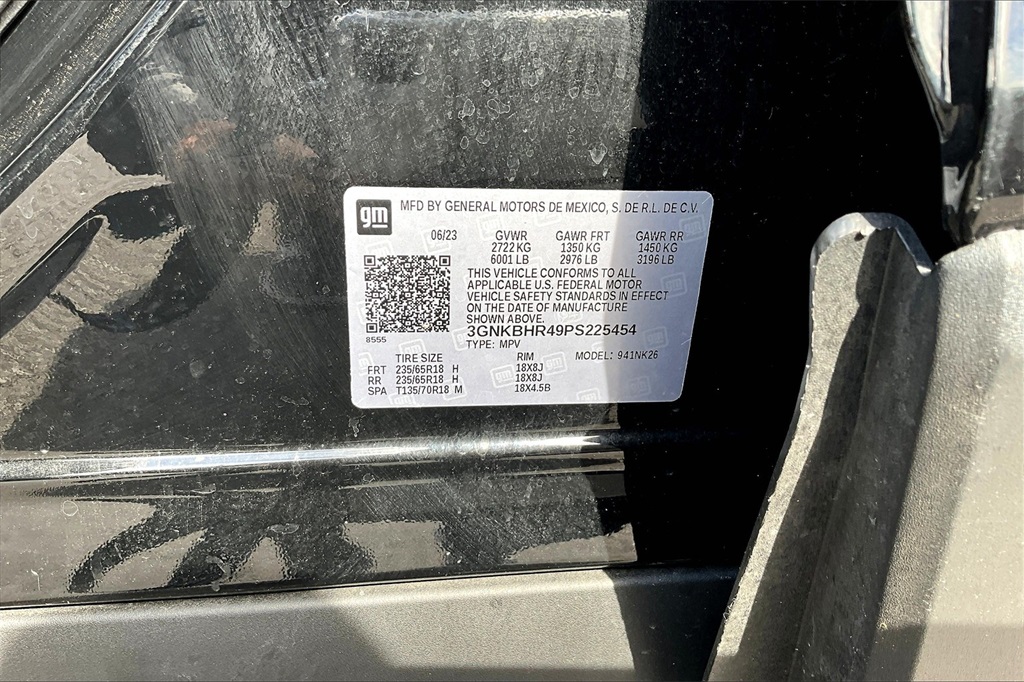 gm MFD BY GENERAL MOTORS DE MEXICO, S. DE R.L. DE C.V.
06/23 GVWR GAWR FRT GAWR RR
2722 KG 1350 KG 1450 KG
6001 LB 2976 LB 3196 LB
THIS VEHICLE CONFORMS TO ALL
APPLICABLE U.S. FEDERAL MOTOR
VEHICLE SAFETY STANDARDS IN EFFECT
ON THE DATE OF MANUFACTURE
SHOWN ABOVE.
3GNKBHR49PS225454
8555 TYPE: MPV
TIRE SIZE RIM MODEL: 941NK26
FRT 235/65R18 H 18X8J
RR 235/65R18 H 18X8J
SPA T135/70R18 M 18X4.5B